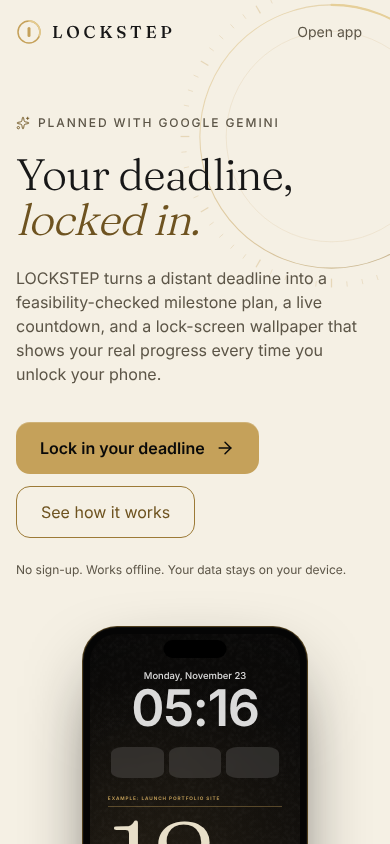 LOCKSTEP
Open app
PLANNED WITH GOOGLE GEMINI
Your deadline,
locked in.
LOCKSTEP turns a distant deadline into a
feasibility-checked milestone plan, a live
countdown, and a lock-screen wallpaper that
shows your real progress every time you
unlock your phone.
Lock in your deadline
See how it works
No sign-up. Works offline. Your data stays on your device.
Monday, November 23
05:16
EXAMPLE: LAUNCH PORTFOLIO SITE